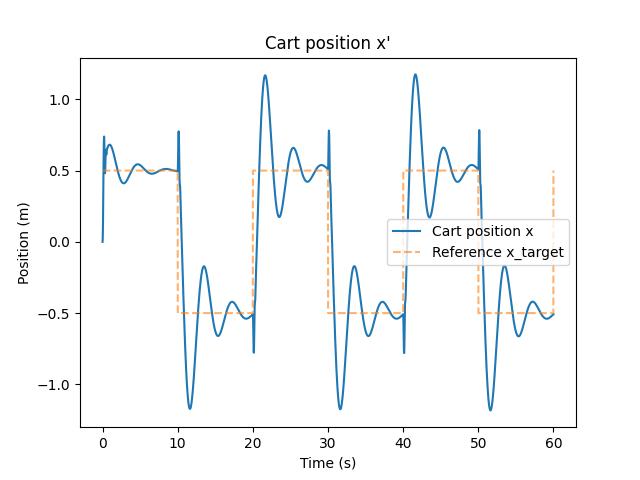 Cart position x'
1.0
0.5
0.0
−0.5
−1.0
Position (m)
Cart position x
Reference x_target
0 10 20 30 40 50 60
Time (s)